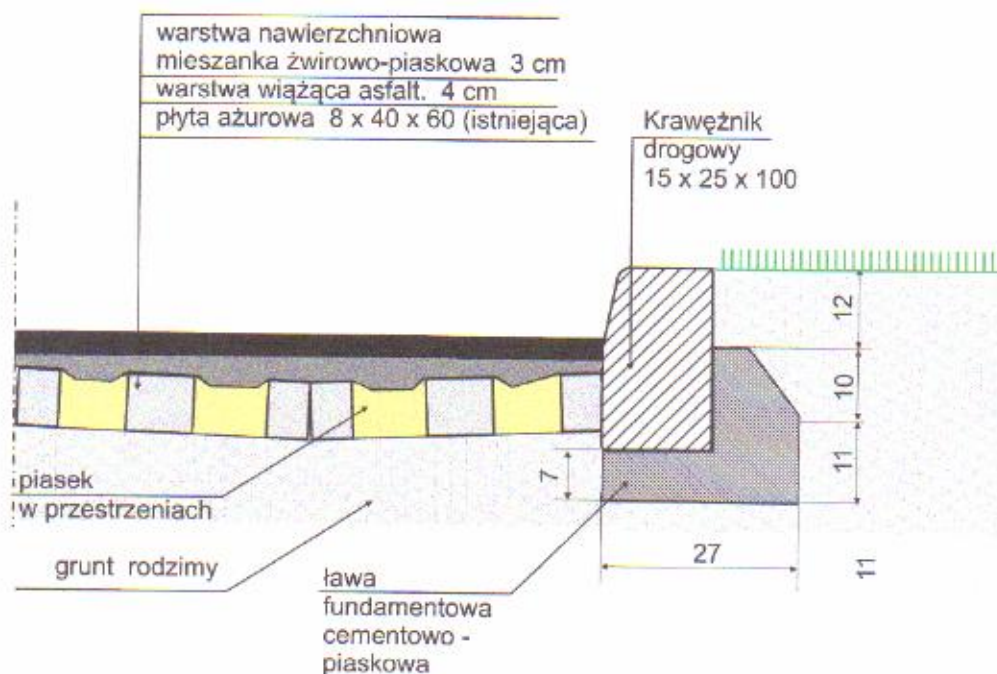 warstwa nawierzchniowa
mieszanka żwirowo-piaskowa 3 cm
warstwa wiążąca asfalt. 4 cm
płyta ażurowa 8 x 40 x 60 (istniejąca)
Krawężnik
drogowy
15 x 25 x 100
12
10
11
7
27
11
piasek
w przestrzeniach
grunt rodzimy
ława
fundamentowa
cementowo -
piaskowa